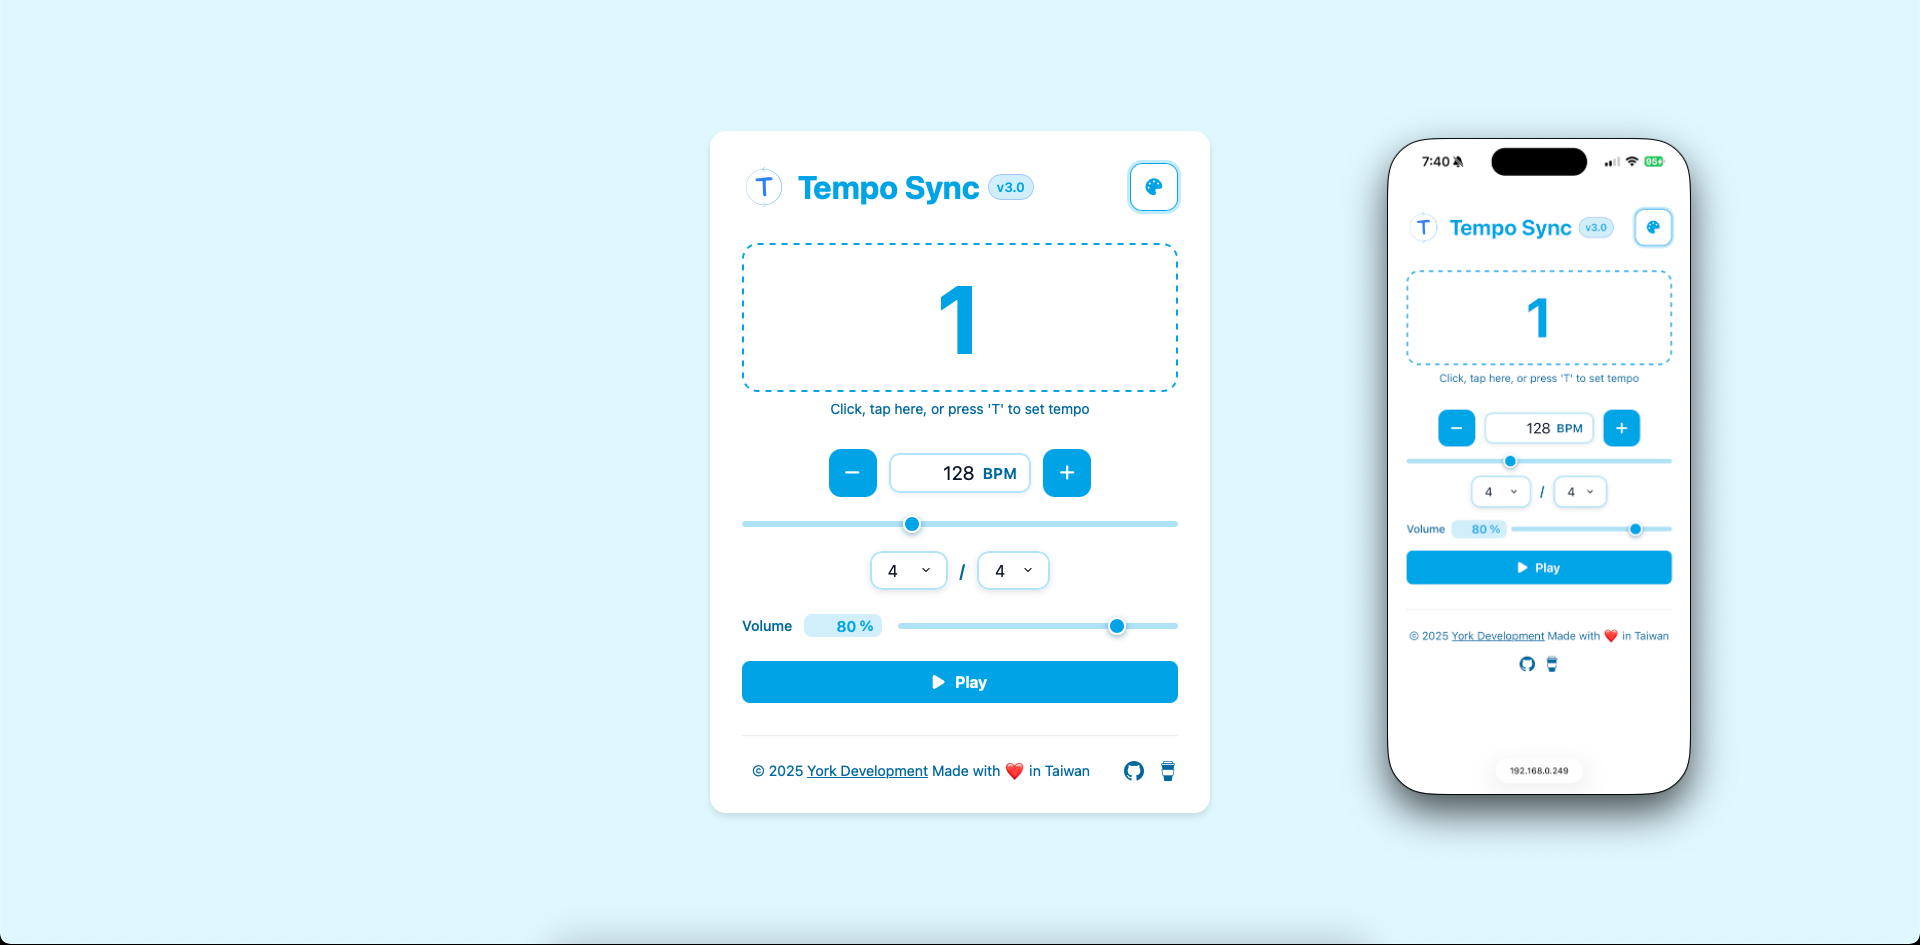 T Tempo Sync v3.0
1
Click, tap here, or press 'T' to set tempo
− 128 BPM +
4 / 4
Volume 80 %
Play
© 2025 York Development Made with ❤️ in Taiwan
7:40 95+
T Tempo Sync v3.0
1
Click, tap here, or press 'T' to set tempo
− 128 BPM +
4 / 4
Volume 80 %
Play
© 2025 York Development Made with ❤️ in Taiwan
192.168.0.249